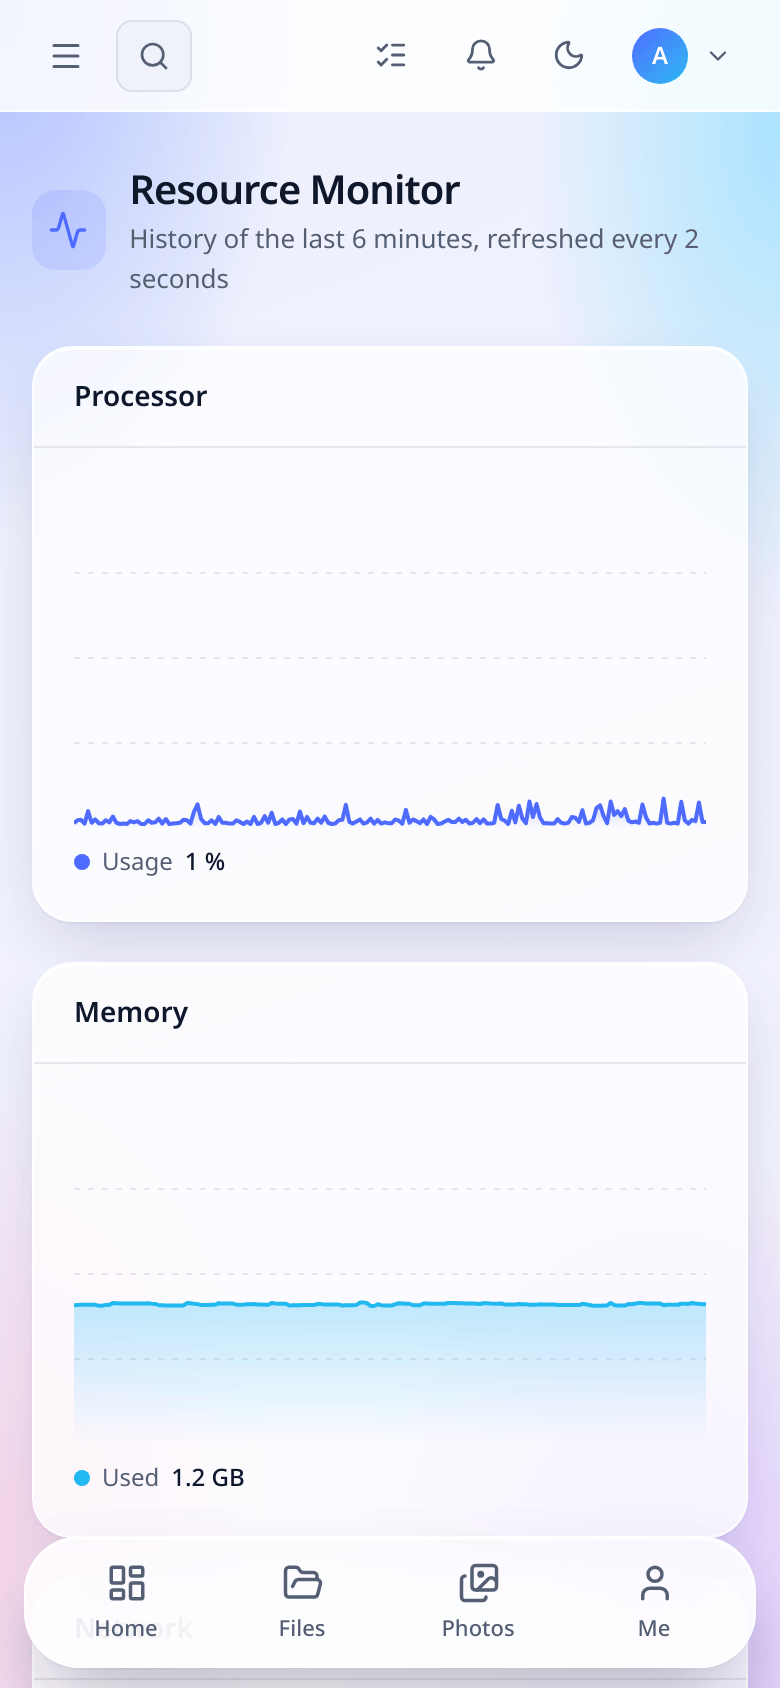 A
Resource Monitor
History of the last 6 minutes, refreshed every 2
seconds
Processor
Usage 1 %
Memory
Used 1.2 GB
Network
Home Files Photos Me